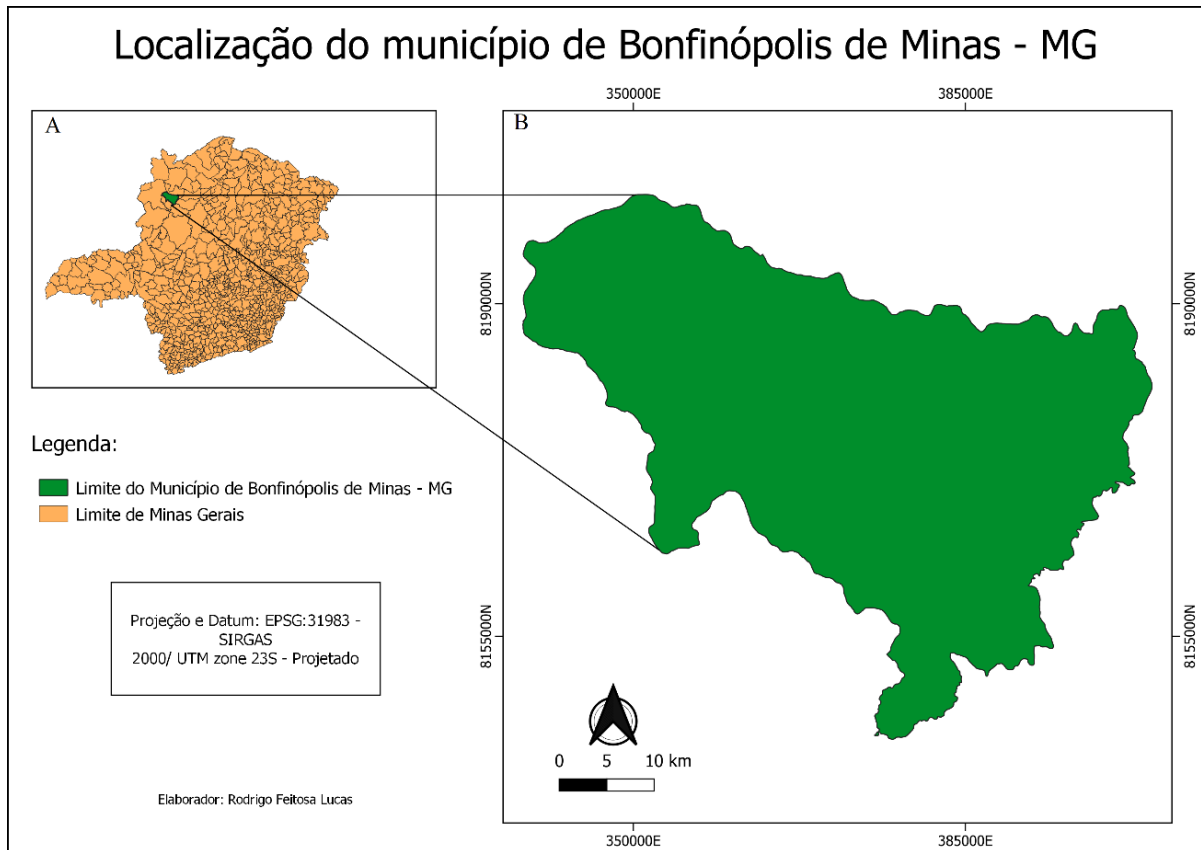 Localização do município de Bonfinópolis de Minas - MG
A
B
350000E
385000E
8190000N
8190000N
Legenda:
Limite do Município de Bonfinópolis de Minas - MG
Limite de Minas Gerais
Projeção e Datum: EPSG:31983 -
SIRGAS
2000/ UTM zone 23S - Projetado
8155000N
8155000N
0 5 10 km
Elaborador: Rodrigo Feitosa Lucas
350000E
385000E